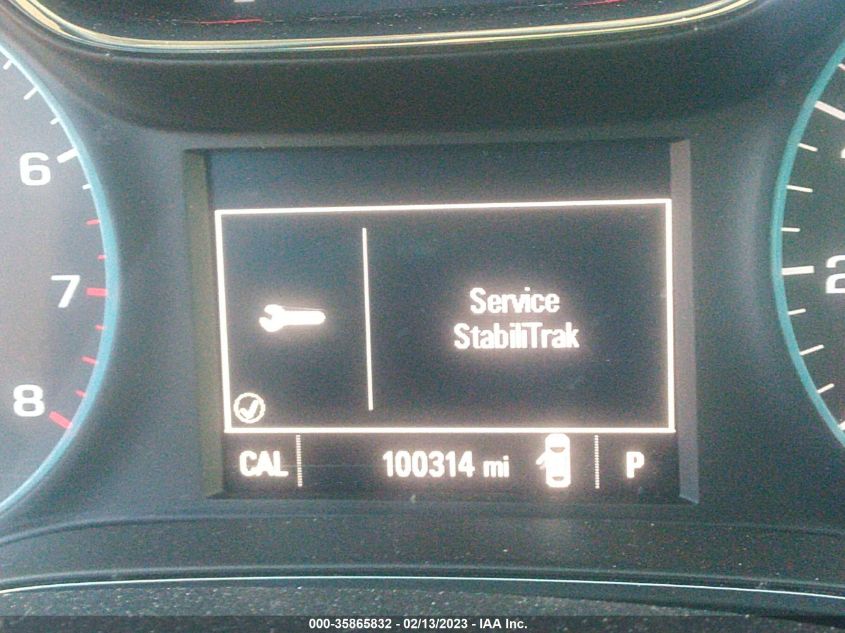 6
7
8
Service
StabiliTrak
CAL 100314 mi P
2
000-35865832 - 02/13/2023 - IAA Inc.